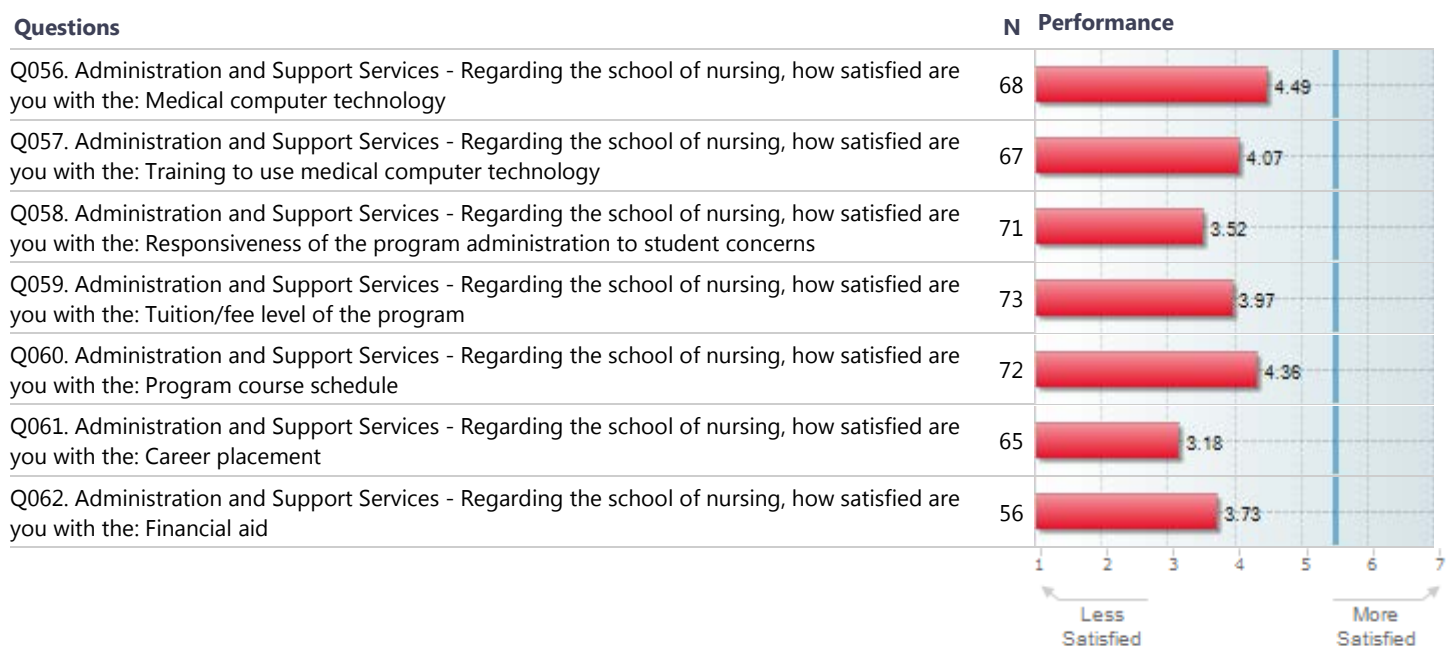 Questions N Performance
Q056. Administration and Support Services - Regarding the school of nursing, how satisfied are
you with the: Medical computer technology
68
4.49
Q057. Administration and Support Services - Regarding the school of nursing, how satisfied are
you with the: Training to use medical computer technology
67
4.07
Q058. Administration and Support Services - Regarding the school of nursing, how satisfied are
you with the: Responsiveness of the program administration to student concerns
71
3.52
Q059. Administration and Support Services - Regarding the school of nursing, how satisfied are
you with the: Tuition/fee level of the program
73
3.97
Q060. Administration and Support Services - Regarding the school of nursing, how satisfied are
you with the: Program course schedule
72
4.36
Q061. Administration and Support Services - Regarding the school of nursing, how satisfied are
you with the: Career placement
65
3.18
Q062. Administration and Support Services - Regarding the school of nursing, how satisfied are
you with the: Financial aid
56
3.73
1 2 3 4 5 6 7
Less
Satisfied
More
Satisfied